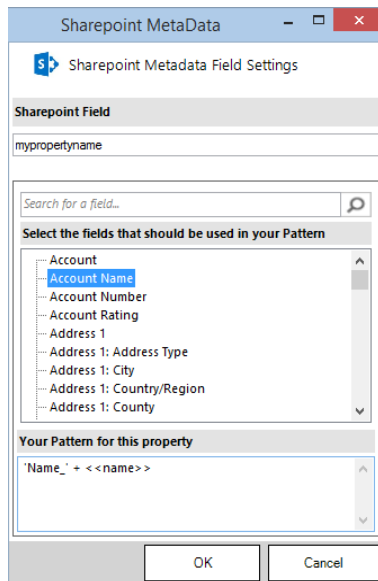 Sharepoint MetaData
Sharepoint Metadata Field Settings
Sharepoint Field
mypropertyname
Search for a field...
Select the fields that should be used in your Pattern
Account
Account Name
Account Number
Account Rating
Address 1
Address 1: Address Type
Address 1: City
Address 1: Country/Region
Address 1: County
Your Pattern for this property
'Name_' + <<name>>
OK Cancel